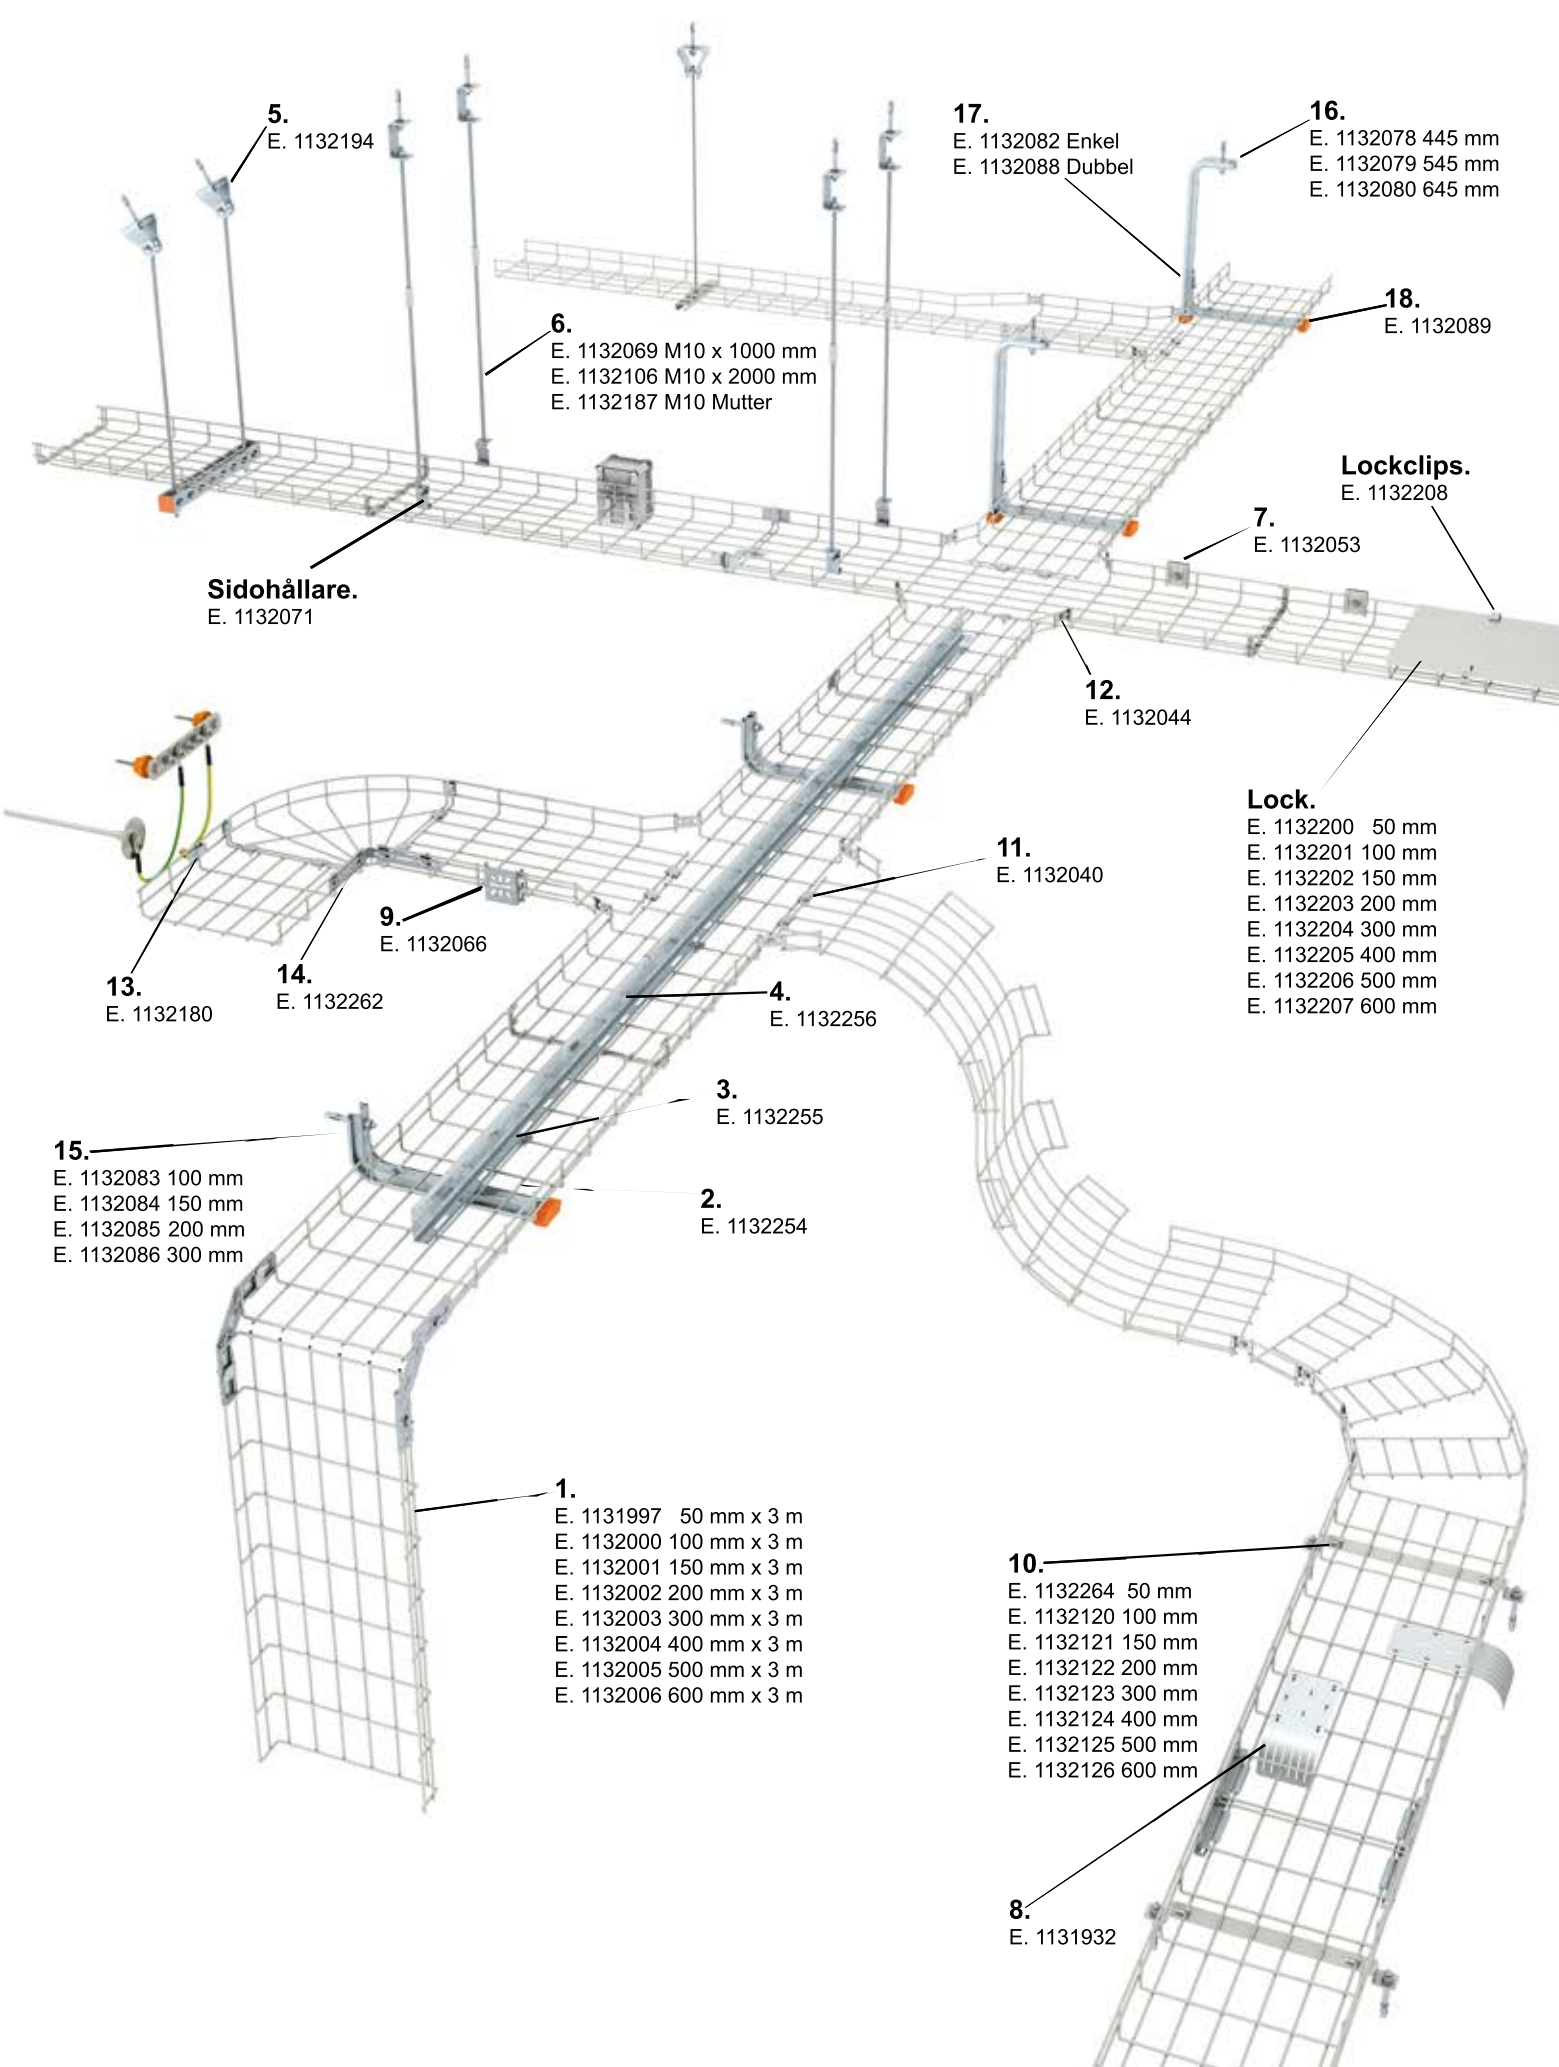 5.
E. 1132194
17.
E. 1132082 Enkel
E. 1132088 Dubbel
16.
E. 1132078 445 mm
E. 1132079 545 mm
E. 1132080 645 mm
6.
E. 1132069 M10 x 1000 mm
E. 1132106 M10 x 2000 mm
E. 1132187 M10 Mutter
18.
E. 1132089
Lockclips.
E. 1132208
7.
E. 1132053
Sidohållare.
E. 1132071
12.
E. 1132044
Lock.
E. 1132200 50 mm
E. 1132201 100 mm
E. 1132202 150 mm
E. 1132203 200 mm
E. 1132204 300 mm
E. 1132205 400 mm
E. 1132206 500 mm
E. 1132207 600 mm
11.
E. 1132040
9.
E. 1132066
13.
E. 1132180
14.
E. 1132262
4.
E. 1132256
3.
E. 1132255
15.
E. 1132083 100 mm
E. 1132084 150 mm
E. 1132085 200 mm
E. 1132086 300 mm
2.
E. 1132254
1.
E. 1131997 50 mm x 3 m
E. 1132000 100 mm x 3 m
E. 1132001 150 mm x 3 m
E. 1132002 200 mm x 3 m
E. 1132003 300 mm x 3 m
E. 1132004 400 mm x 3 m
E. 1132005 500 mm x 3 m
E. 1132006 600 mm x 3 m
10.
E. 1132264 50 mm
E. 1132120 100 mm
E. 1132121 150 mm
E. 1132122 200 mm
E. 1132123 300 mm
E. 1132124 400 mm
E. 1132125 500 mm
E. 1132126 600 mm
8.
E. 1131932